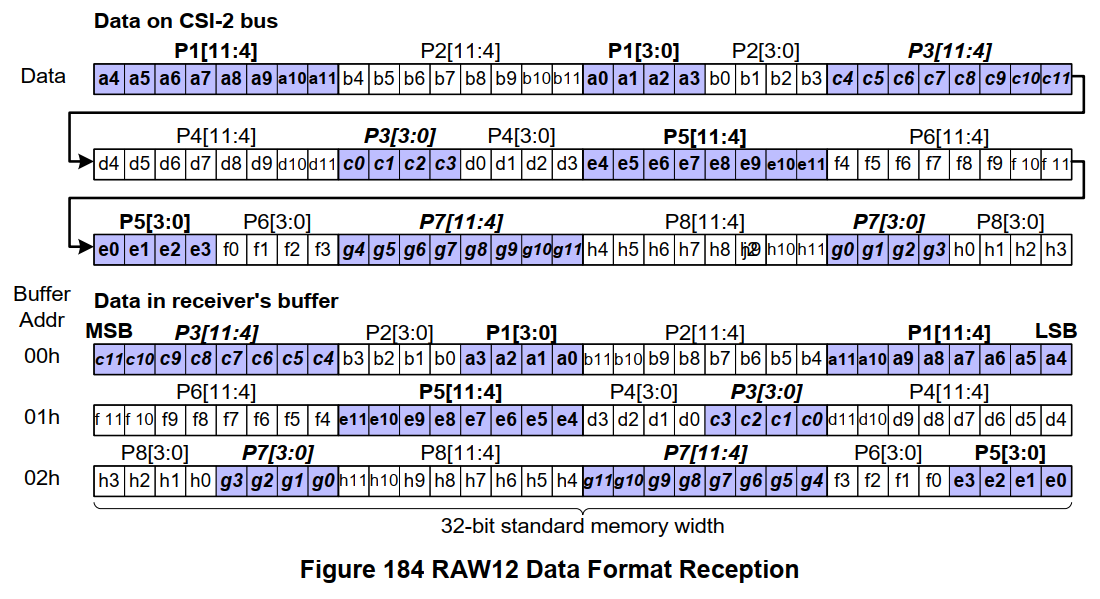 Data on CSI-2 bus
P1[11:4] P2[11:4] P1[3:0] P2[3:0] P3[11:4]
Data a4 a5 a6 a7 a8 a9 a10 a11 b4 b5 b6 b7 b8 b9 b10 b11 a0 a1 a2 a3 b0 b1 b2 b3 c4 c5 c6 c7 c8 c9 c10 c11
P4[11:4] P3[3:0] P4[3:0] P5[11:4] P6[11:4]
d4 d5 d6 d7 d8 d9 d10 d11 c0 c1 c2 c3 d0 d1 d2 d3 e4 e5 e6 e7 e8 e9 e10 e11 f4 f5 f6 f7 f8 f9 f 10 f 11
P5[3:0] P6[3:0] P7[11:4] P8[11:4] P7[3:0] P8[3:0]
e0 e1 e2 e3 f0 f1 f2 f3 g4 g5 g6 g7 g8 g9 g10 g11 h4 h5 h6 h7 h8 h10 h11 g0 g1 g2 g3 h0 h1 h2 h3
Buffer Addr
Data in receiver's buffer
MSB P3[11:4] P2[3:0] P1[3:0] P2[11:4] P1[11:4] LSB
00h c11 c10 c9 c8 c7 c6 c5 c4 b3 b2 b1 b0 a3 a2 a1 a0 b11 b10 b9 b8 b7 b6 b5 b4 a11 a10 a9 a8 a7 a6 a5 a4
P6[11:4] P5[11:4] P4[3:0] P3[3:0] P4[11:4]
01h f 11 f 10 f9 f8 f7 f6 f5 f4 e11 e10 e9 e8 e7 e6 e5 e4 d3 d2 d1 d0 c3 c2 c1 c0 d11 d10 d9 d8 d7 d6 d5 d4
P8[3:0] P7[3:0] P8[11:4] P7[11:4] P6[3:0] P5[3:0]
02h h3 h2 h1 h0 g3 g2 g1 g0 h11 h10 h9 h8 h7 h6 h5 h4 g11 g10 g9 g8 g7 g6 g5 g4 f3 f2 f1 f0 e3 e2 e1 e0
32-bit standard memory width
Figure 184 RAW12 Data Format Reception